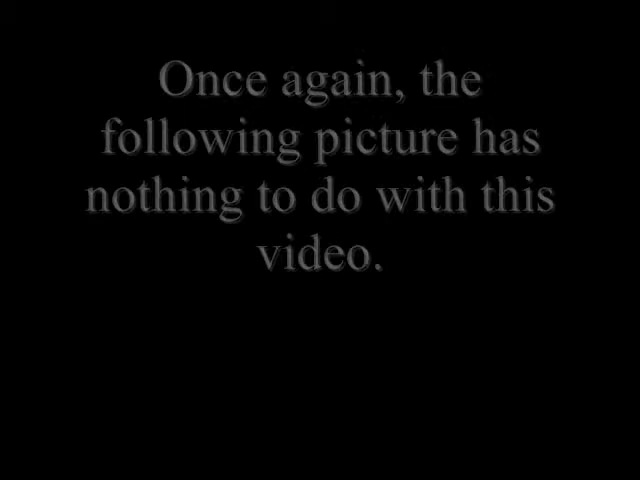 Once again, the
following picture has
nothing to do with this
video.